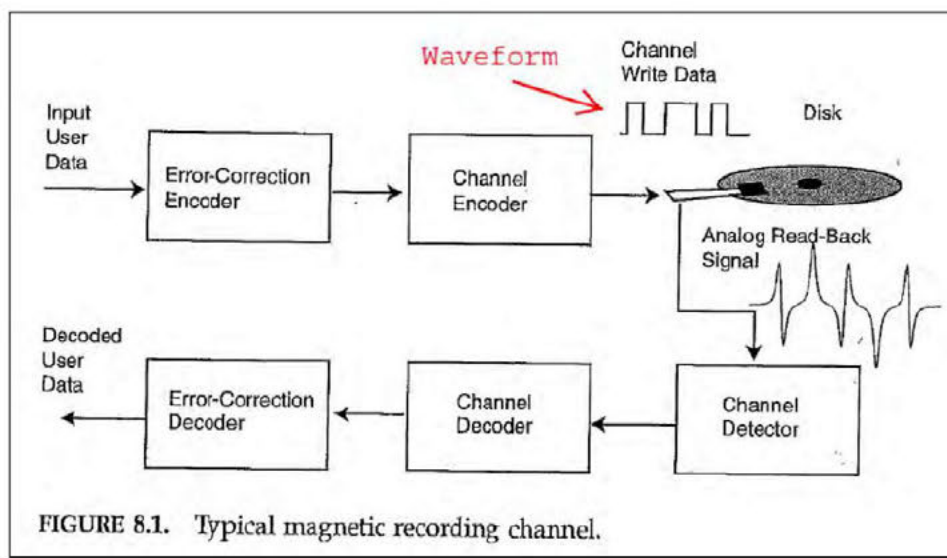 Waveform
Channel
Write Data
Input
User
Data
Disk
Error-Correction
Encoder
Channel
Encoder
Analog Read-Back
Signal
Decoded
User
Data
Error-Correction
Decoder
Channel
Decoder
Channel
Detector
FIGURE 8.1. Typical magnetic recording channel.